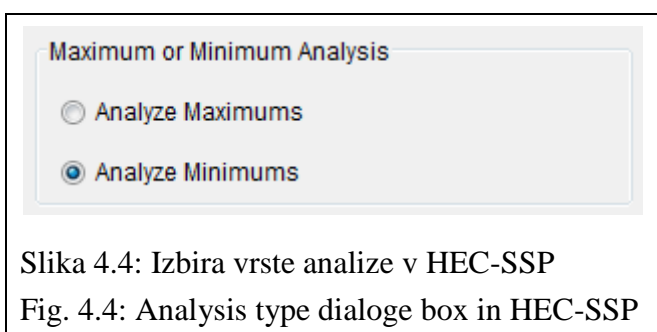 Maximum or Minimum Analysis
Analyze Maximums
Analyze Minimums
Slika 4.4: Izbira vrste analize v HEC-SSP
Fig. 4.4: Analysis type dialoge box in HEC-SSP